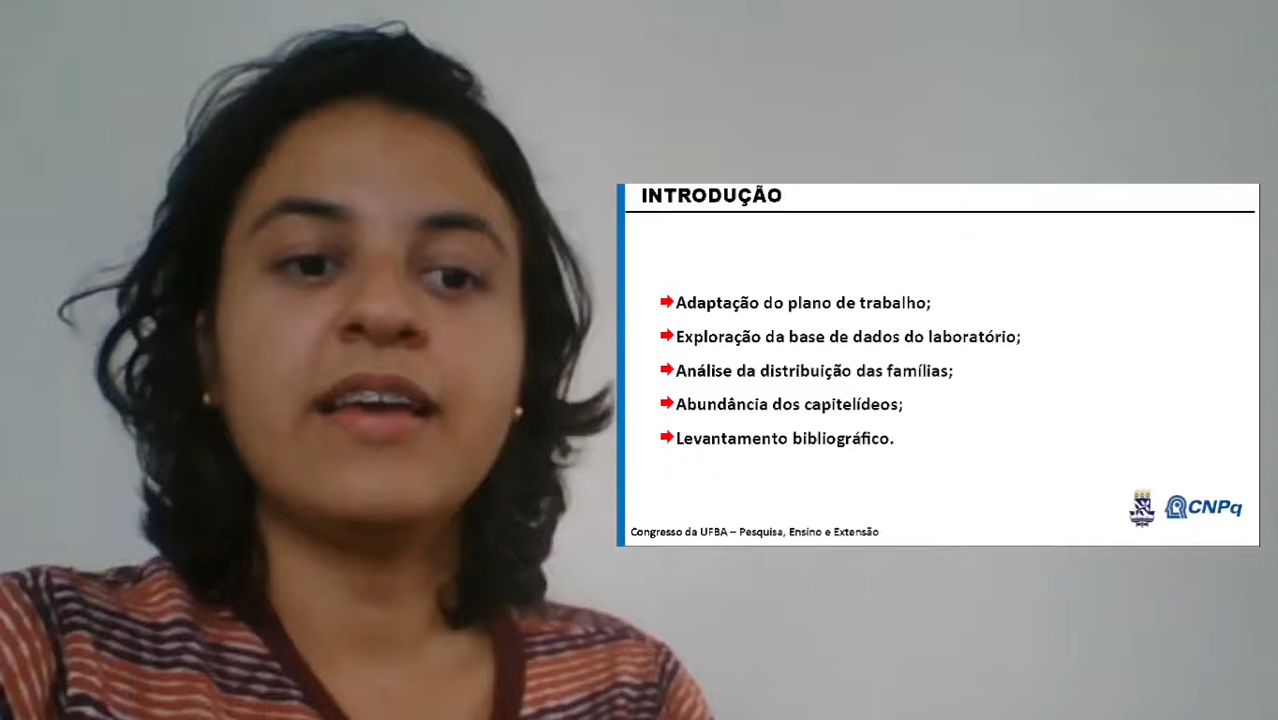 INTRODUÇÃO
Adaptação do plano de trabalho;
Exploração da base de dados do laboratório;
Análise da distribuição das famílias;
Abundância dos capitelídeos;
Levantamento bibliográfico.
CNPq
Congresso da UFBA – Pesquisa, Ensino e Extensão